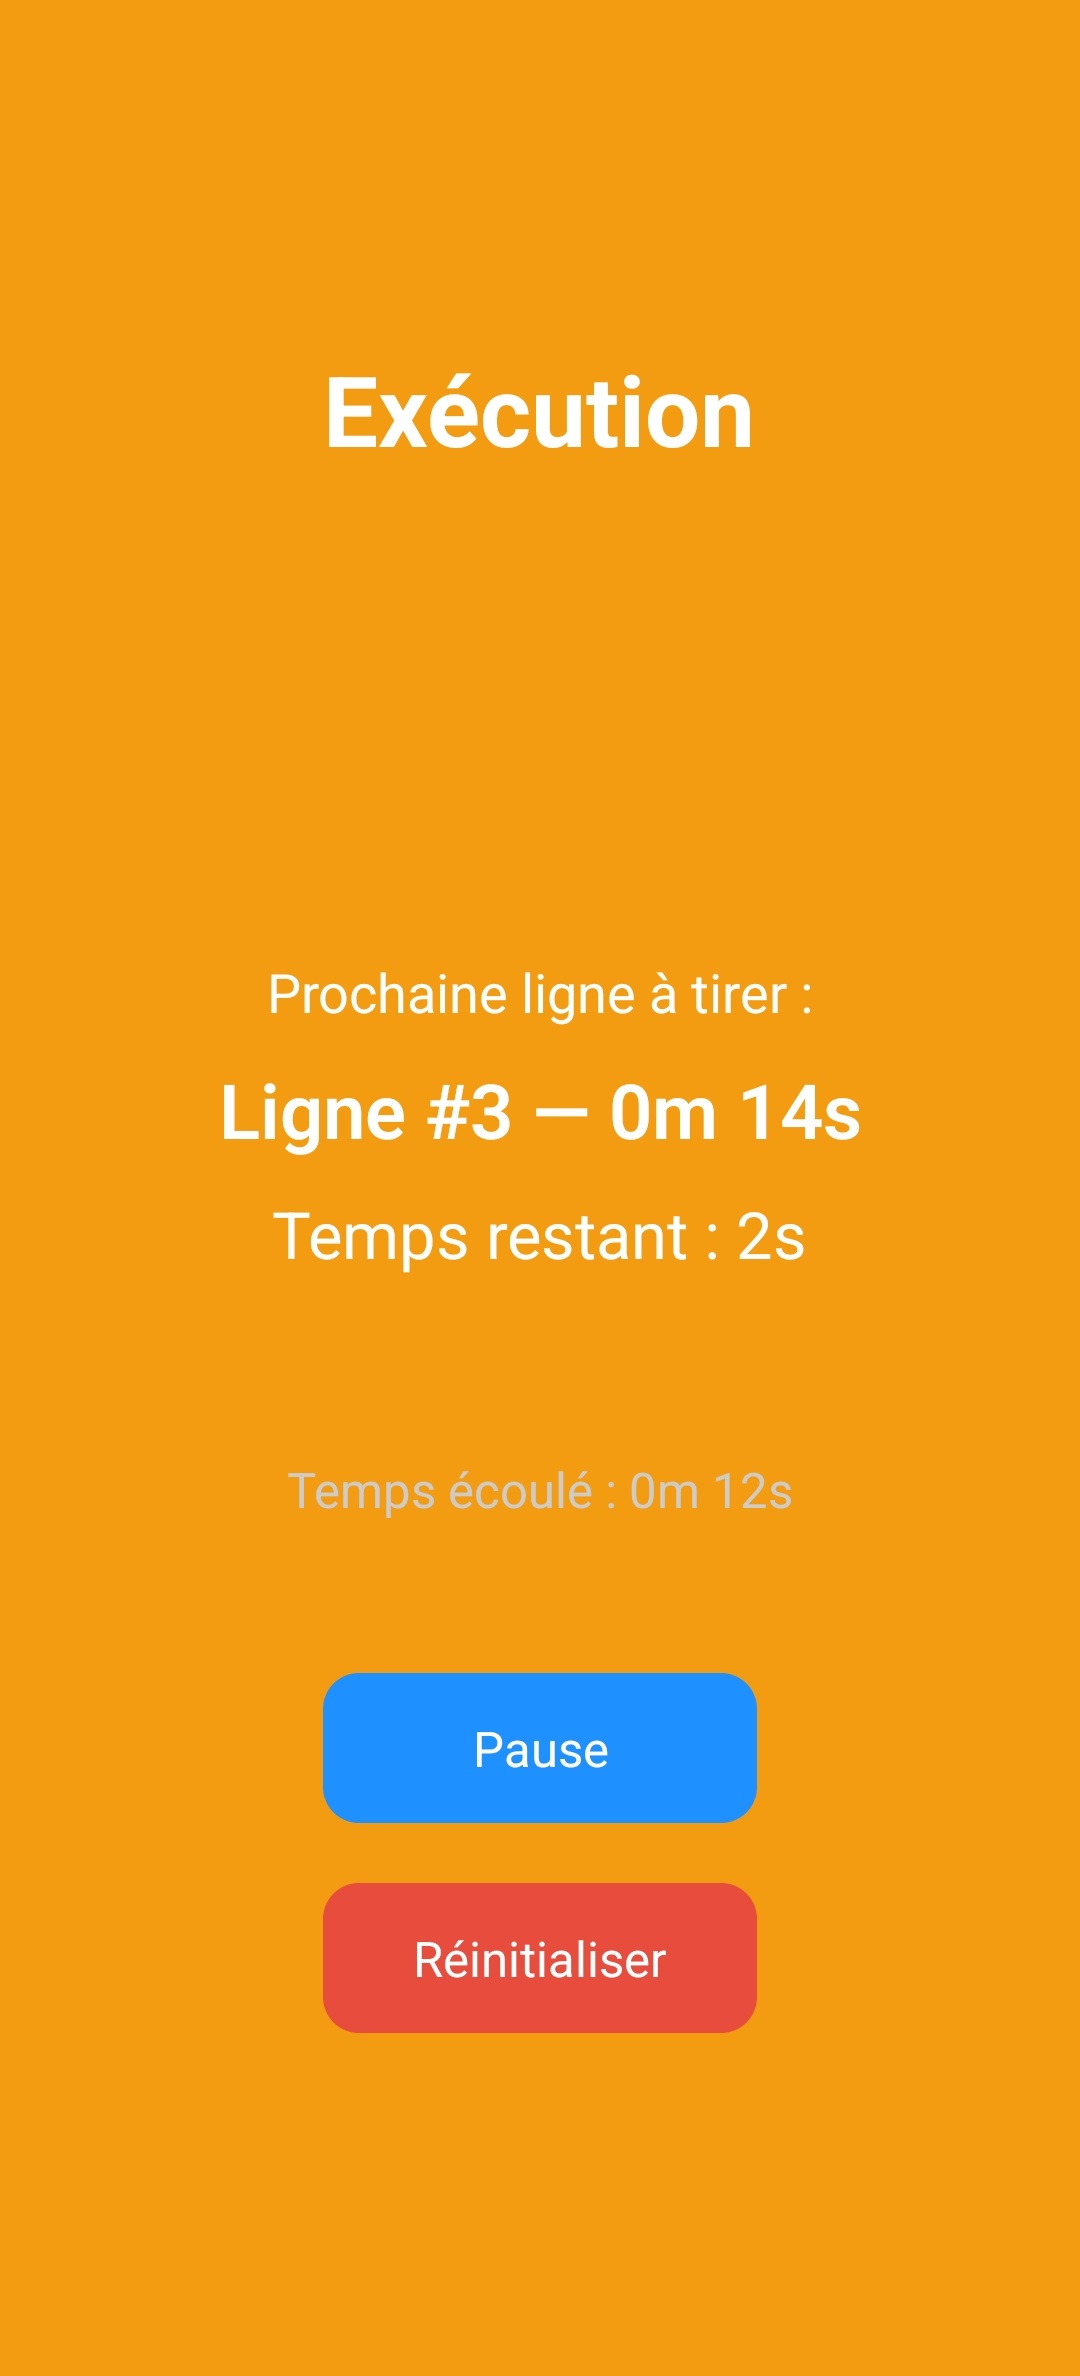 Exécution
Prochaine ligne à tirer :
Ligne #3 — 0m 14s
Temps restant : 2s
Temps écoulé : 0m 12s
Pause
Réinitialiser